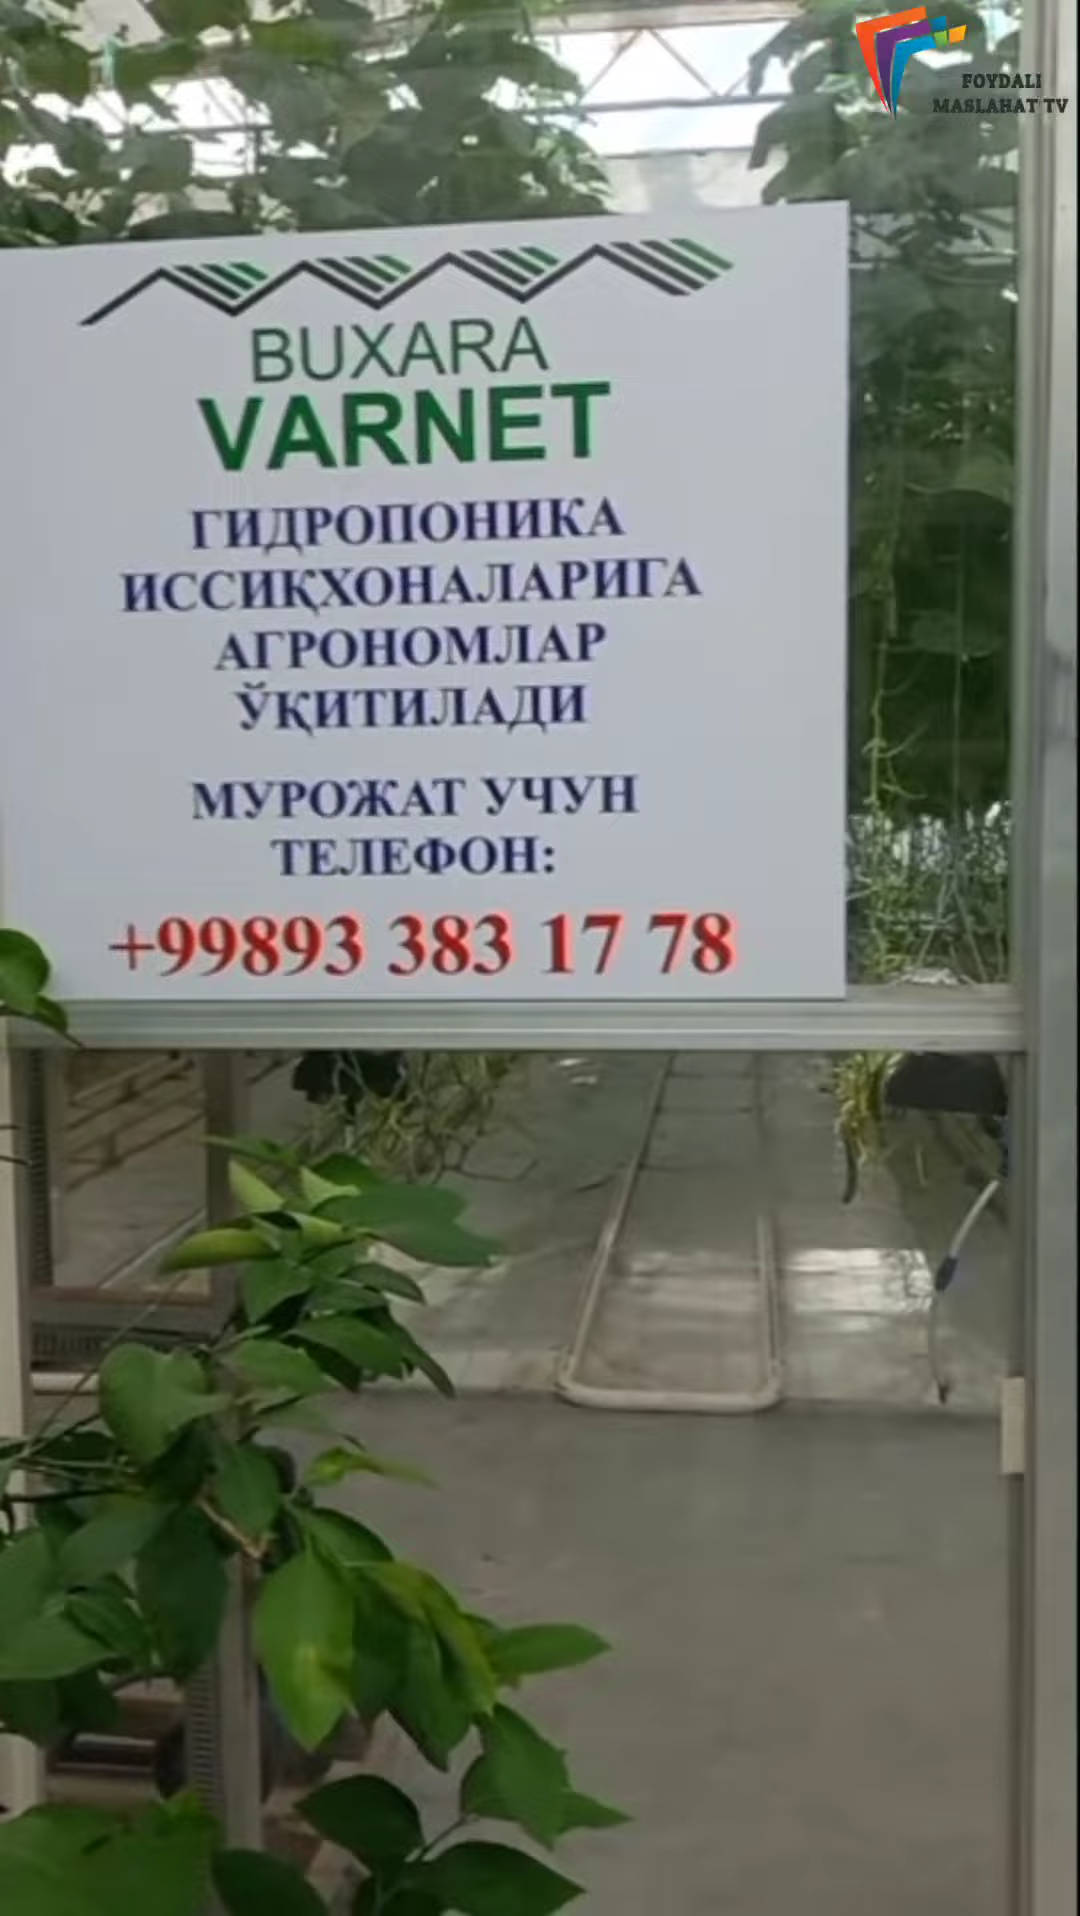 FOYDALI
MASLAHAT TV
BUXARA
VARNET
ГИДРОПОНИКА
ИССИҚХОНАЛАРИГА
АГРОНОМЛАР
ЎҚИТИЛАДИ
МУРОЖАТ УЧУН
ТЕЛЕФОН:
+99893 383 17 78